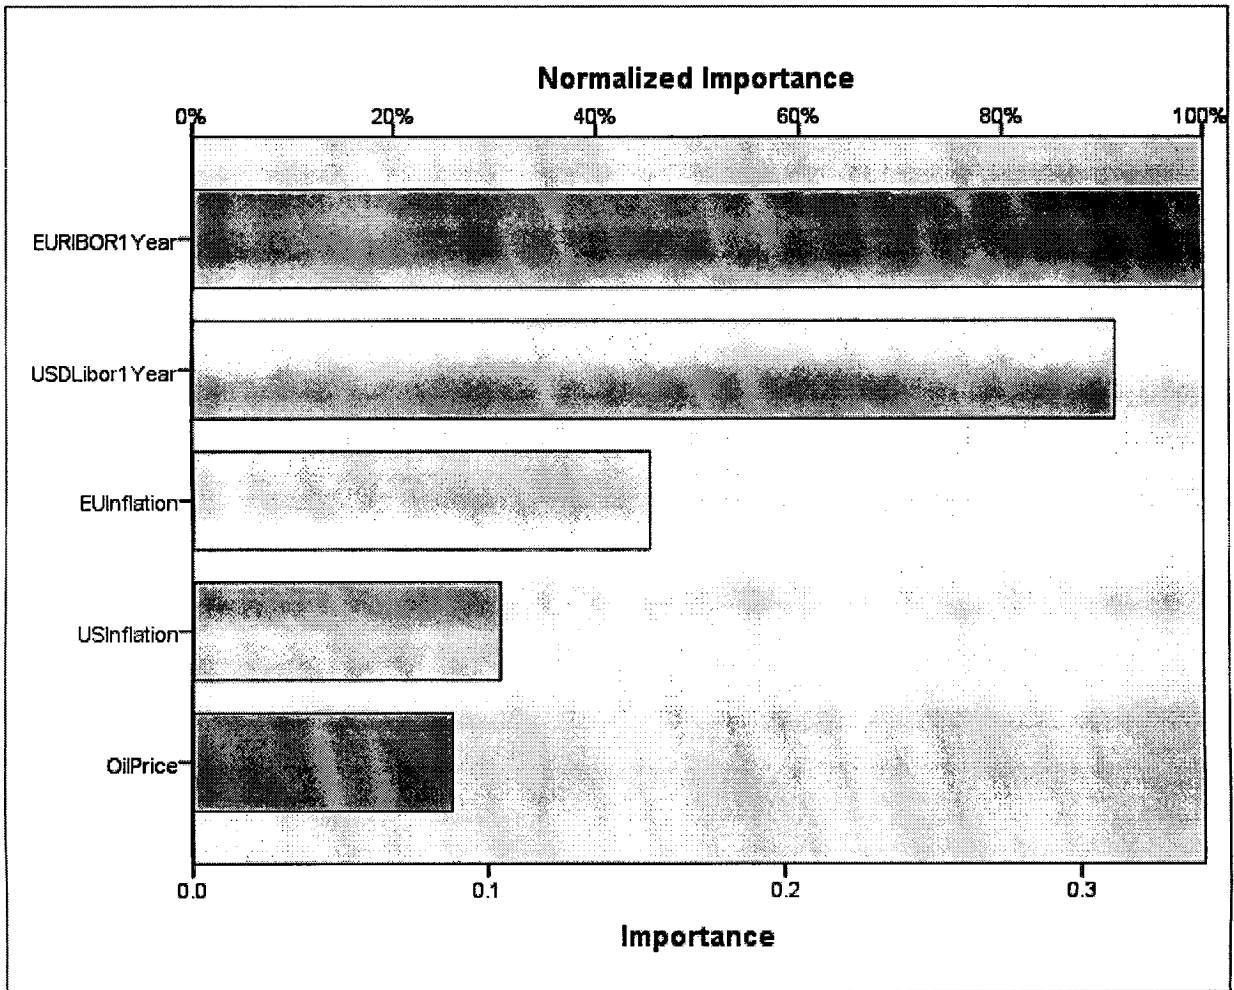 Normalized Importance
0% 20% 40% 60% 80% 100%
EURIBOR1Year
USDLibor1Year
EUInflation
USInflation
OilPrice
0.0 0.1 0.2 0.3
Importance